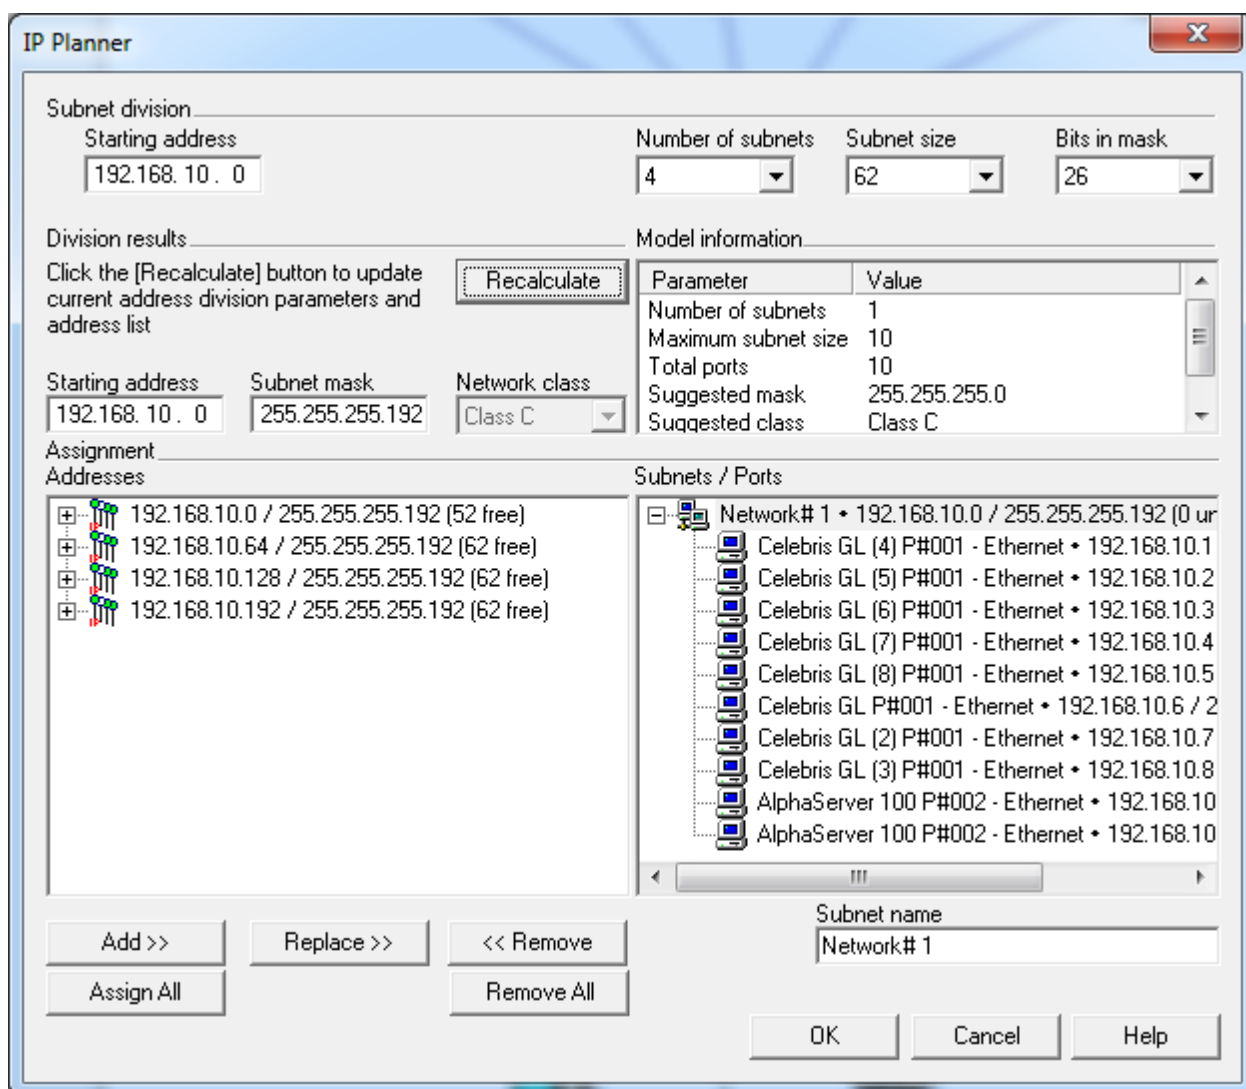 IP Planner
Subnet division
Starting address
Number of subnets
Subnet size
Bits in mask
192.168. 10 . 0
4
62
26
Division results
Model information
Click the [Recalculate] button to update
current address division parameters and
address list
Recalculate
Parameter Value
Number of subnets 1
Maximum subnet size 10
Total ports 10
Suggested mask 255.255.255.0
Suggested class Class C
Starting address
Subnet mask
Network class
192.168. 10 . 0
255.255.255.192
Class C
Assignment
Addresses
Subnets / Ports
192.168.10.0 / 255.255.255.192 (52 free)
192.168.10.64 / 255.255.255.192 (62 free)
192.168.10.128 / 255.255.255.192 (62 free)
192.168.10.192 / 255.255.255.192 (62 free)
Network# 1 • 192.168.10.0 / 255.255.255.192 (0 ur
Celebris GL (4) P#001 - Ethernet • 192.168.10.1
Celebris GL (5) P#001 - Ethernet • 192.168.10.2
Celebris GL (6) P#001 - Ethernet • 192.168.10.3
Celebris GL (7) P#001 - Ethernet • 192.168.10.4
Celebris GL (8) P#001 - Ethernet • 192.168.10.5
Celebris GL P#001 - Ethernet • 192.168.10.6 / 2
Celebris GL (2) P#001 - Ethernet • 192.168.10.7
Celebris GL (3) P#001 - Ethernet • 192.168.10.8
AlphaServer 100 P#002 - Ethernet • 192.168.10
AlphaServer 100 P#002 - Ethernet • 192.168.10
Add >>
Replace >>
<< Remove
Subnet name
Network# 1
Assign All
Remove All
OK
Cancel
Help